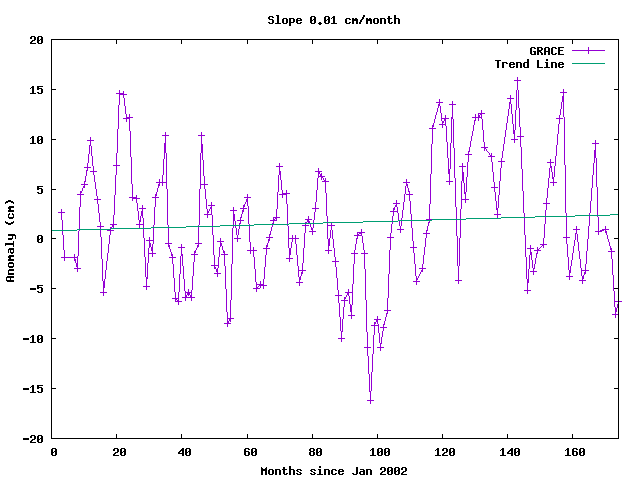 Slope 0.01 cm/month
GRACE
Trend Line
20
15
10
5
0
-5
-10
-15
-20
Anomaly (cm)
0 20 40 60 80 100 120 140 160
Months since Jan 2002